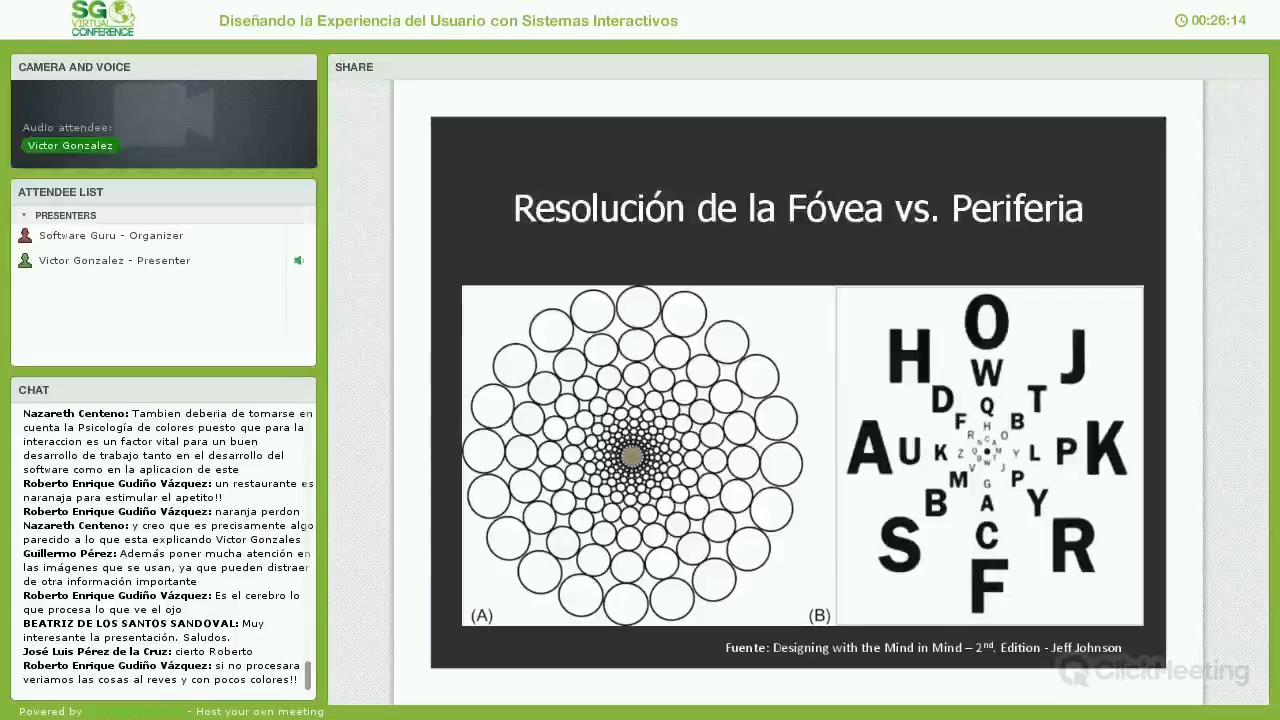 SG
VIRTUAL
CONFERENCE
Diseñando la Experiencia del Usuario con Sistemas Interactivos
00:26:14
CAMERA AND VOICE
Audio attendee:
Victor Gonzalez
ATTENDEE LIST
PRESENTERS
Software Guru - Organizer
Victor Gonzalez - Presenter
CHAT
Nazareth Centeno: Tambien deberia de tomarse en
cuenta la Psicología de colores puesto que para la
interaccion es un factor vital para un buen
desarrollo de trabajo tanto en el desarrollo del
software como en la aplicacion de este
Roberto Enrique Gudiño Vázquez: un restaurante es
naranaja para estimular el apetito!!
Roberto Enrique Gudiño Vázquez: naranja perdon
Nazareth Centeno: y creo que es precisamente algo
parecido a lo que esta explicando Victor Gonzales
Guillermo Pérez: Además poner mucha atención en
las imágenes que se usan, ya que pueden distraer
de otra información importante
Roberto Enrique Gudiño Vázquez: Es el cerebro lo
que procesa lo que ve el ojo
BEATRIZ DE LOS SANTOS SANDOVAL: Muy
interesante la presentación. Saludos.
José Luis Pérez de la Cruz: cierto Roberto
Roberto Enrique Gudiño Vázquez: si no procesara
veriamos las cosas al reves y con pocos colores!!
Powered by - Host your own meeting
SHARE
Resolución de la Fóvea vs. Periferia
O
H J
W
D T
Q
F B
A U K L P K
M P
B Y
A
C
S R
F
(A)
(B)
Fuente: Designing with the Mind in Mind – 2nd. Edition - Jeff Johnson
ClickMeeting